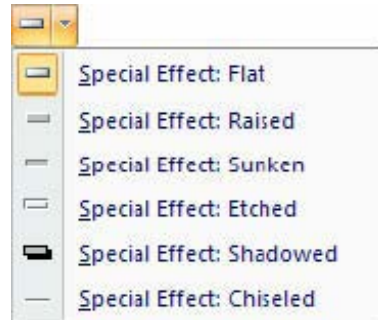 Special Effect: Flat
Special Effect: Raised
Special Effect: Sunken
Special Effect: Etched
Special Effect: Shadowed
Special Effect: Chiseled